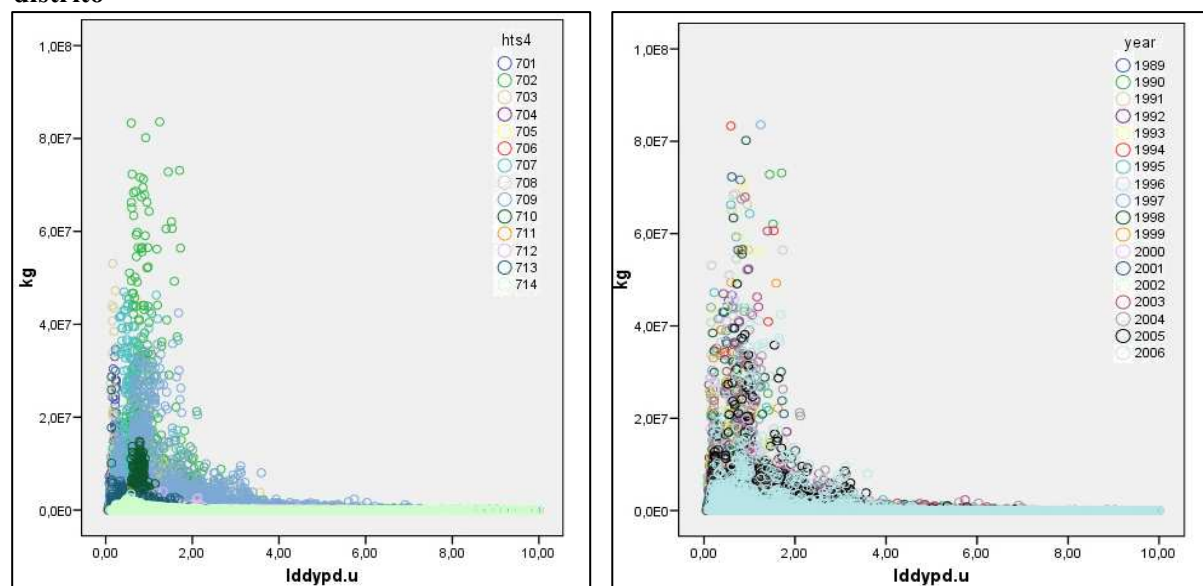 distrito
hts4
701
702
703
704
705
706
707
708
709
710
711
712
713
714
1,0E8
8,0E7
6,0E7
4,0E7
2,0E7
0,0E0
kg
0,00
2,00
4,00
6,00
8,00
10,00
lddypd.u
year
1989
1990
1991
1992
1993
1994
1995
1996
1997
1998
1999
2000
2001
2002
2003
2004
2005
2006
1,0E8
8,0E7
6,0E7
4,0E7
2,0E7
0,0E0
kg
0,00
2,00
4,00
6,00
8,00
10,00
lddypd.u